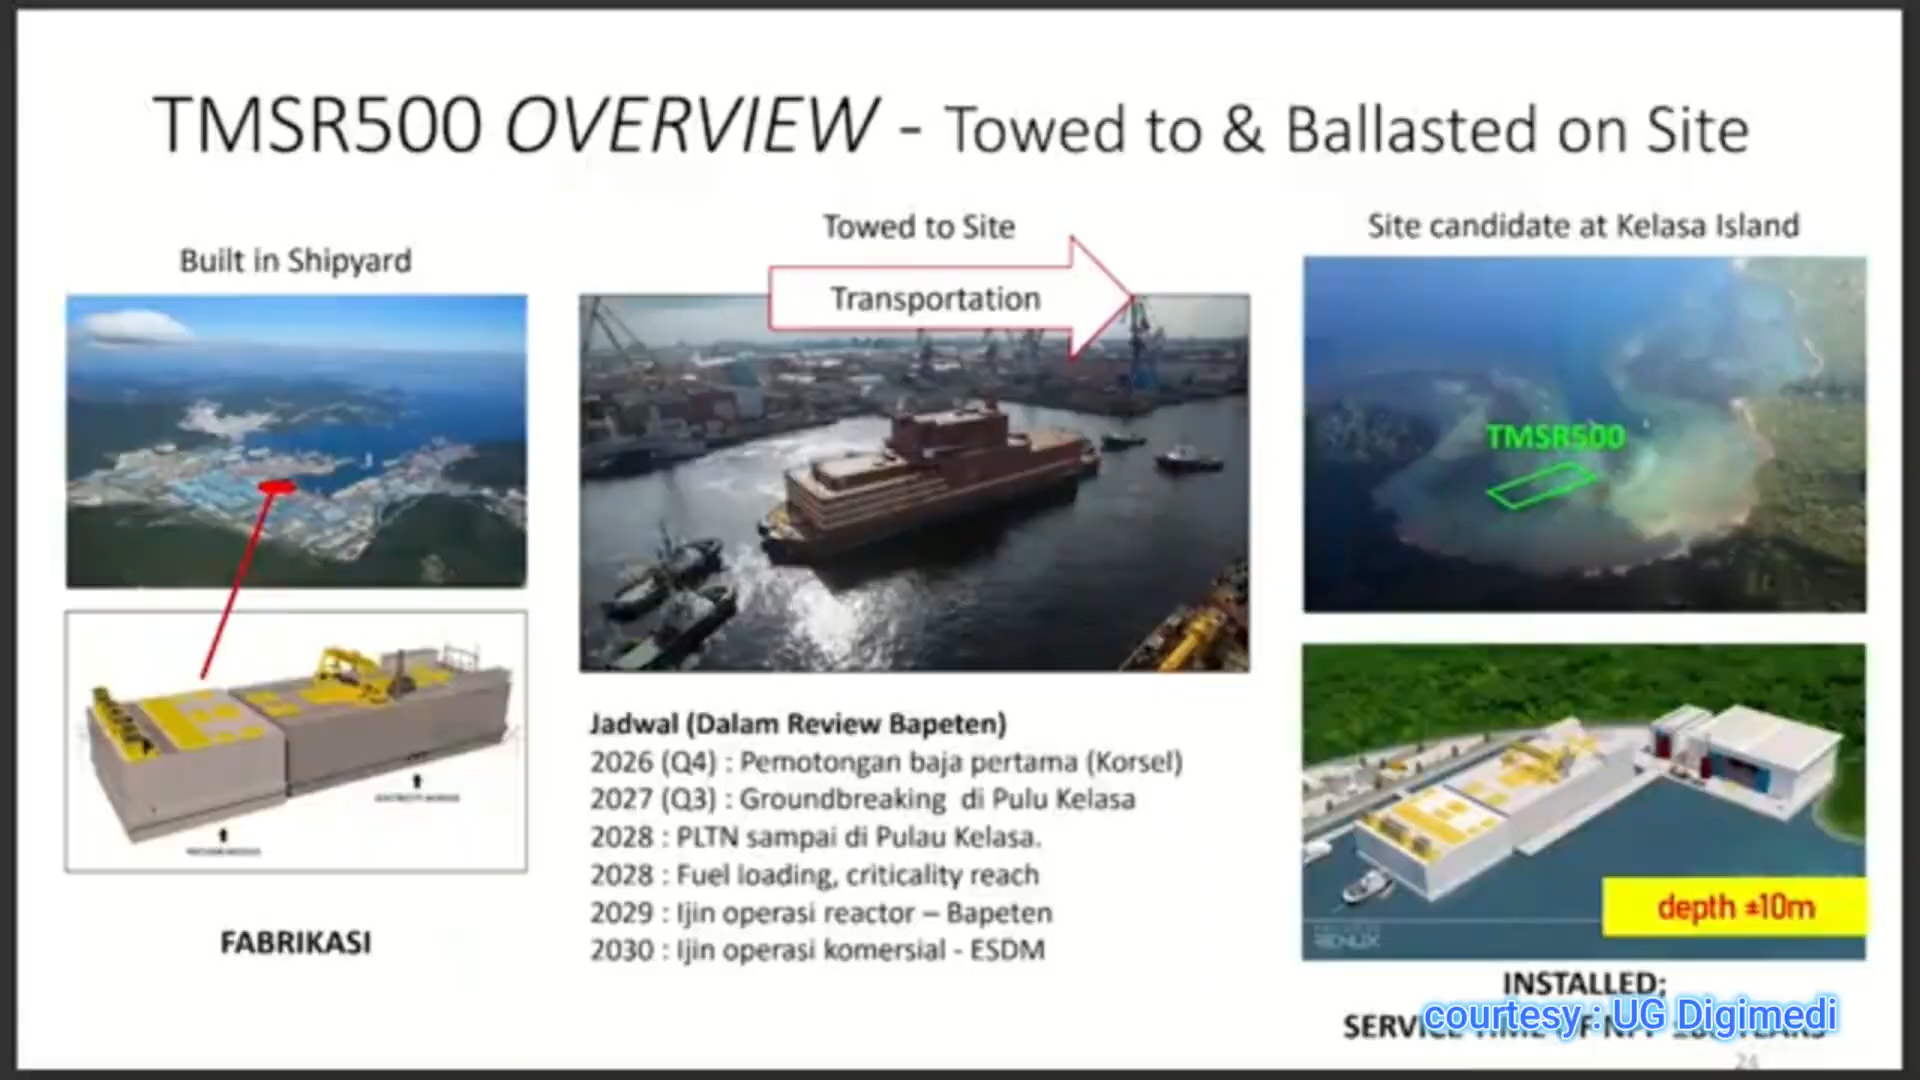 TMSR500 OVERVIEW - Towed to & Ballasted on Site
Built in Shipyard
Towed to Site
Transportation
Site candidate at Kelasa Island
TMSR500
FABRIKASI
Jadwal (Dalam Review Bapeten)
2026 (Q4) : Pemotongan baja pertama (Korsel)
2027 (Q3) : Groundbreaking di Pulu Kelasa
2028 : PLTN sampai di Pulau Kelasa.
2028 : Fuel loading, criticality reach
2029 : Ijin operasi reactor – Bapeten
2030 : Ijin operasi komersial - ESDM
depth ±10m
INSTALLED;
SERVICE TIME OF NPP
courtesy : UG Digimedi
24